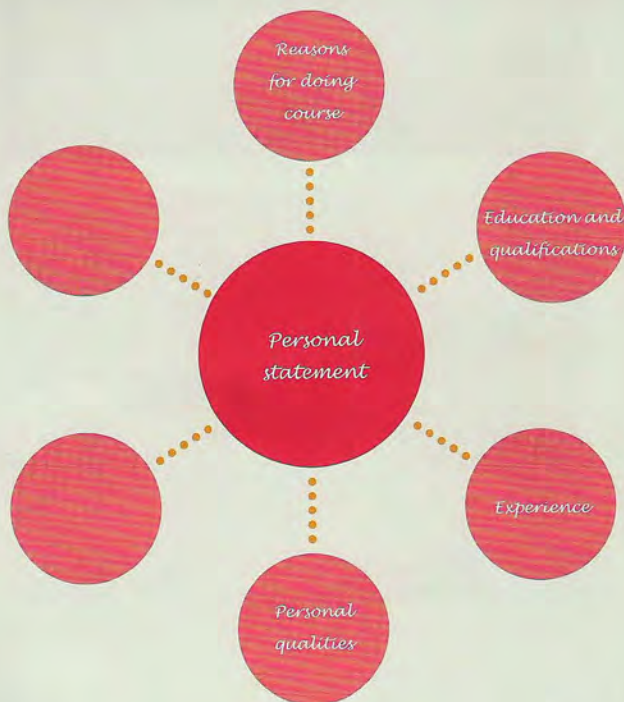 Reasons
for doing
course
Education and
qualifications
Personal
statement
Experience
Personal
qualities